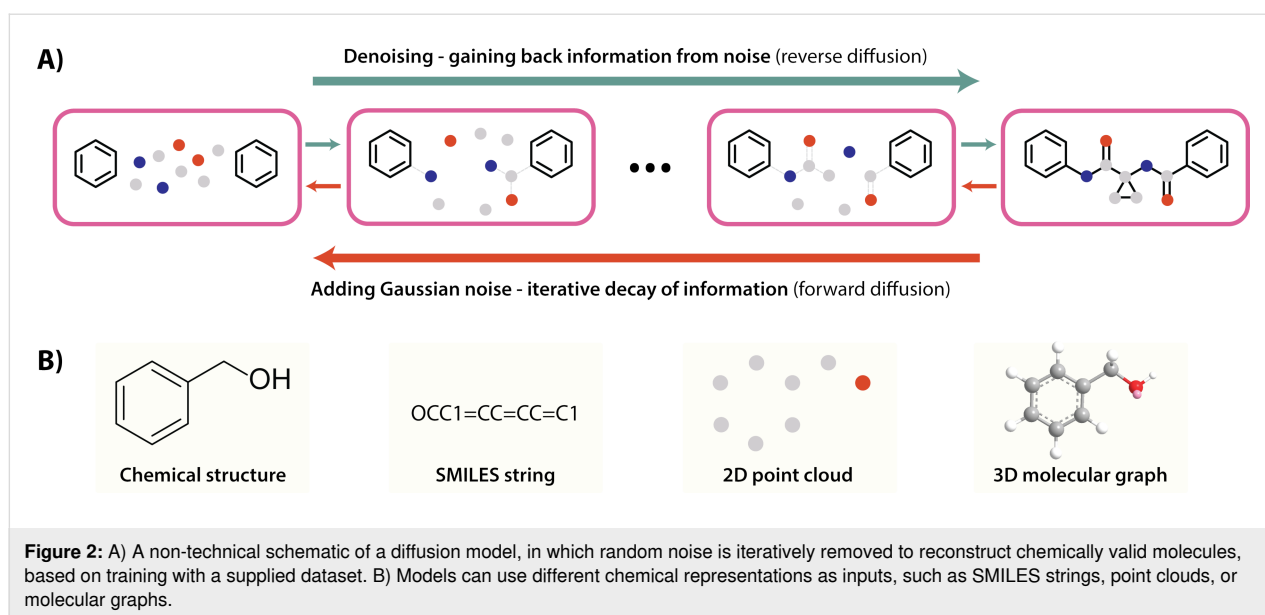 A)
Denoising - gaining back information from noise (reverse diffusion)
Adding Gaussian noise - iterative decay of information (forward diffusion)
B)
OH
OCC1=CC=CC=C1
Chemical structure
SMILES string
2D point cloud
3D molecular graph
Figure 2: A) A non-technical schematic of a diffusion model, in which random noise is iteratively removed to reconstruct chemically valid molecules,
based on training with a supplied dataset. B) Models can use different chemical representations as inputs, such as SMILES strings, point clouds, or
molecular graphs.